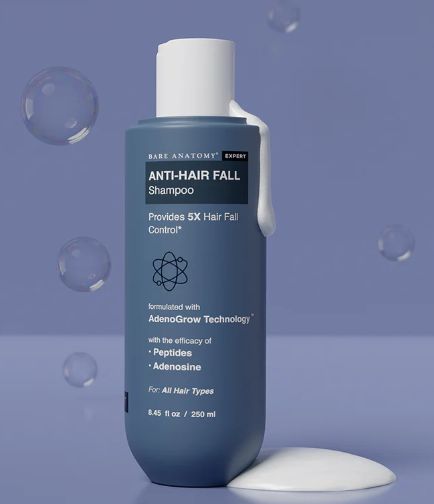 BARE ANATOMY® EXPERT
ANTI-HAIR FALL
Shampoo
Provides 5X Hair Fall
Control*
formulated with
AdenoGrow Technology™
with the efficacy of
• Peptides
• Adenosine
For: All Hair Types
8.45 fl oz / 250 ml